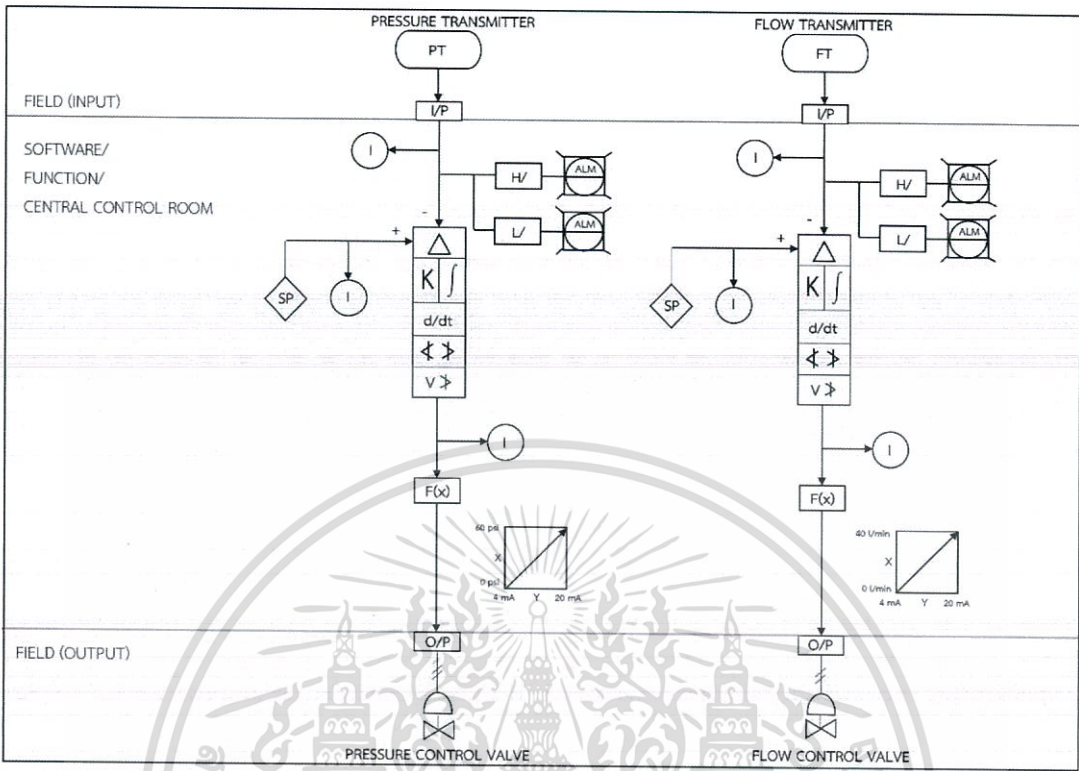 PRESSURE TRANSMITTER
PT
FLOW TRANSMITTER
FT
FIELD (INPUT)
I/P
I/P
SOFTWARE/
FUNCTION/
CENTRAL CONTROL ROOM
I
H/
ALM
L/
ALM
-
+
SP
I
Δ
K ∫
d/dt
≮ ≯
V ≯
I
F(x)
60 psi
X
0 psi
4 mA Y 20 mA
I
H/
ALM
L/
ALM
-
+
SP
I
Δ
K ∫
d/dt
≮ ≯
V ≯
I
F(x)
40 l/min
X
0 l/min
4 mA Y 20 mA
FIELD (OUTPUT)
O/P
O/P
PRESSURE CONTROL VALVE
FLOW CONTROL VALVE